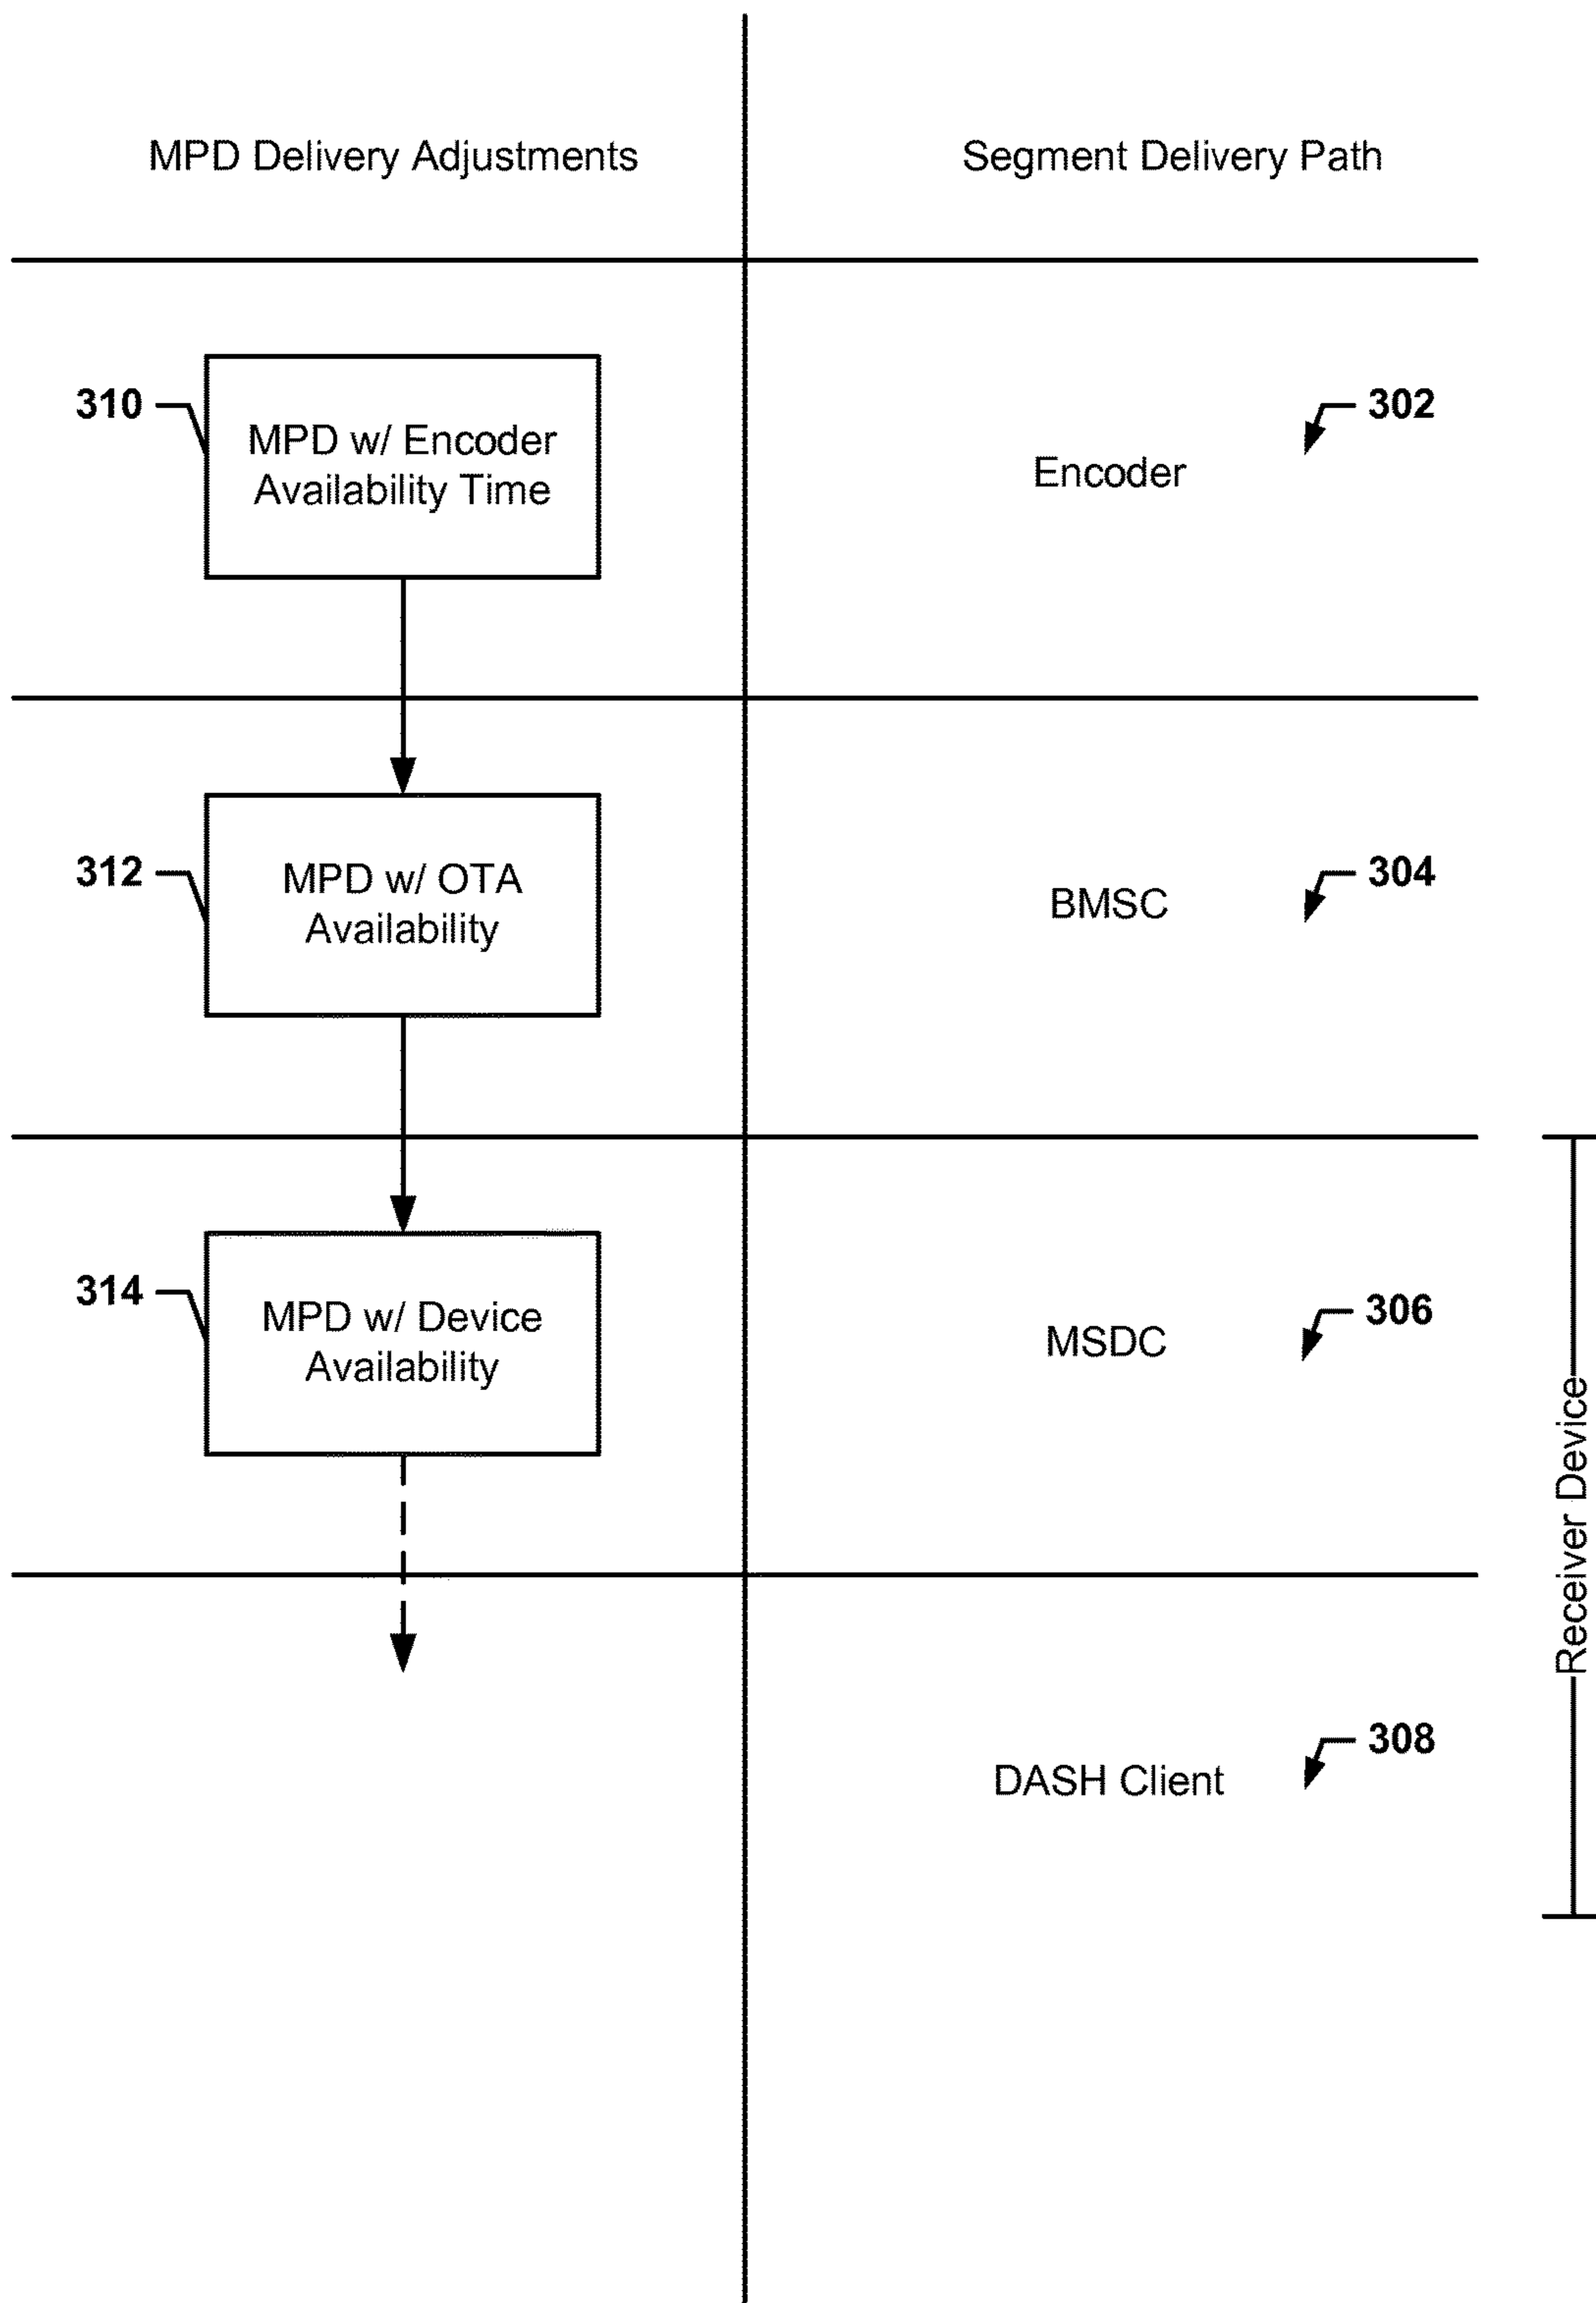 MPD Delivery Adjustments
Segment Delivery Path
310
MPD w/ Encoder
Availability Time
Encoder
302
312
MPD w/ OTA
Availability
BMSC
304
314
MPD w/ Device
Availability
MSDC
306
Receiver Device
DASH Client
308